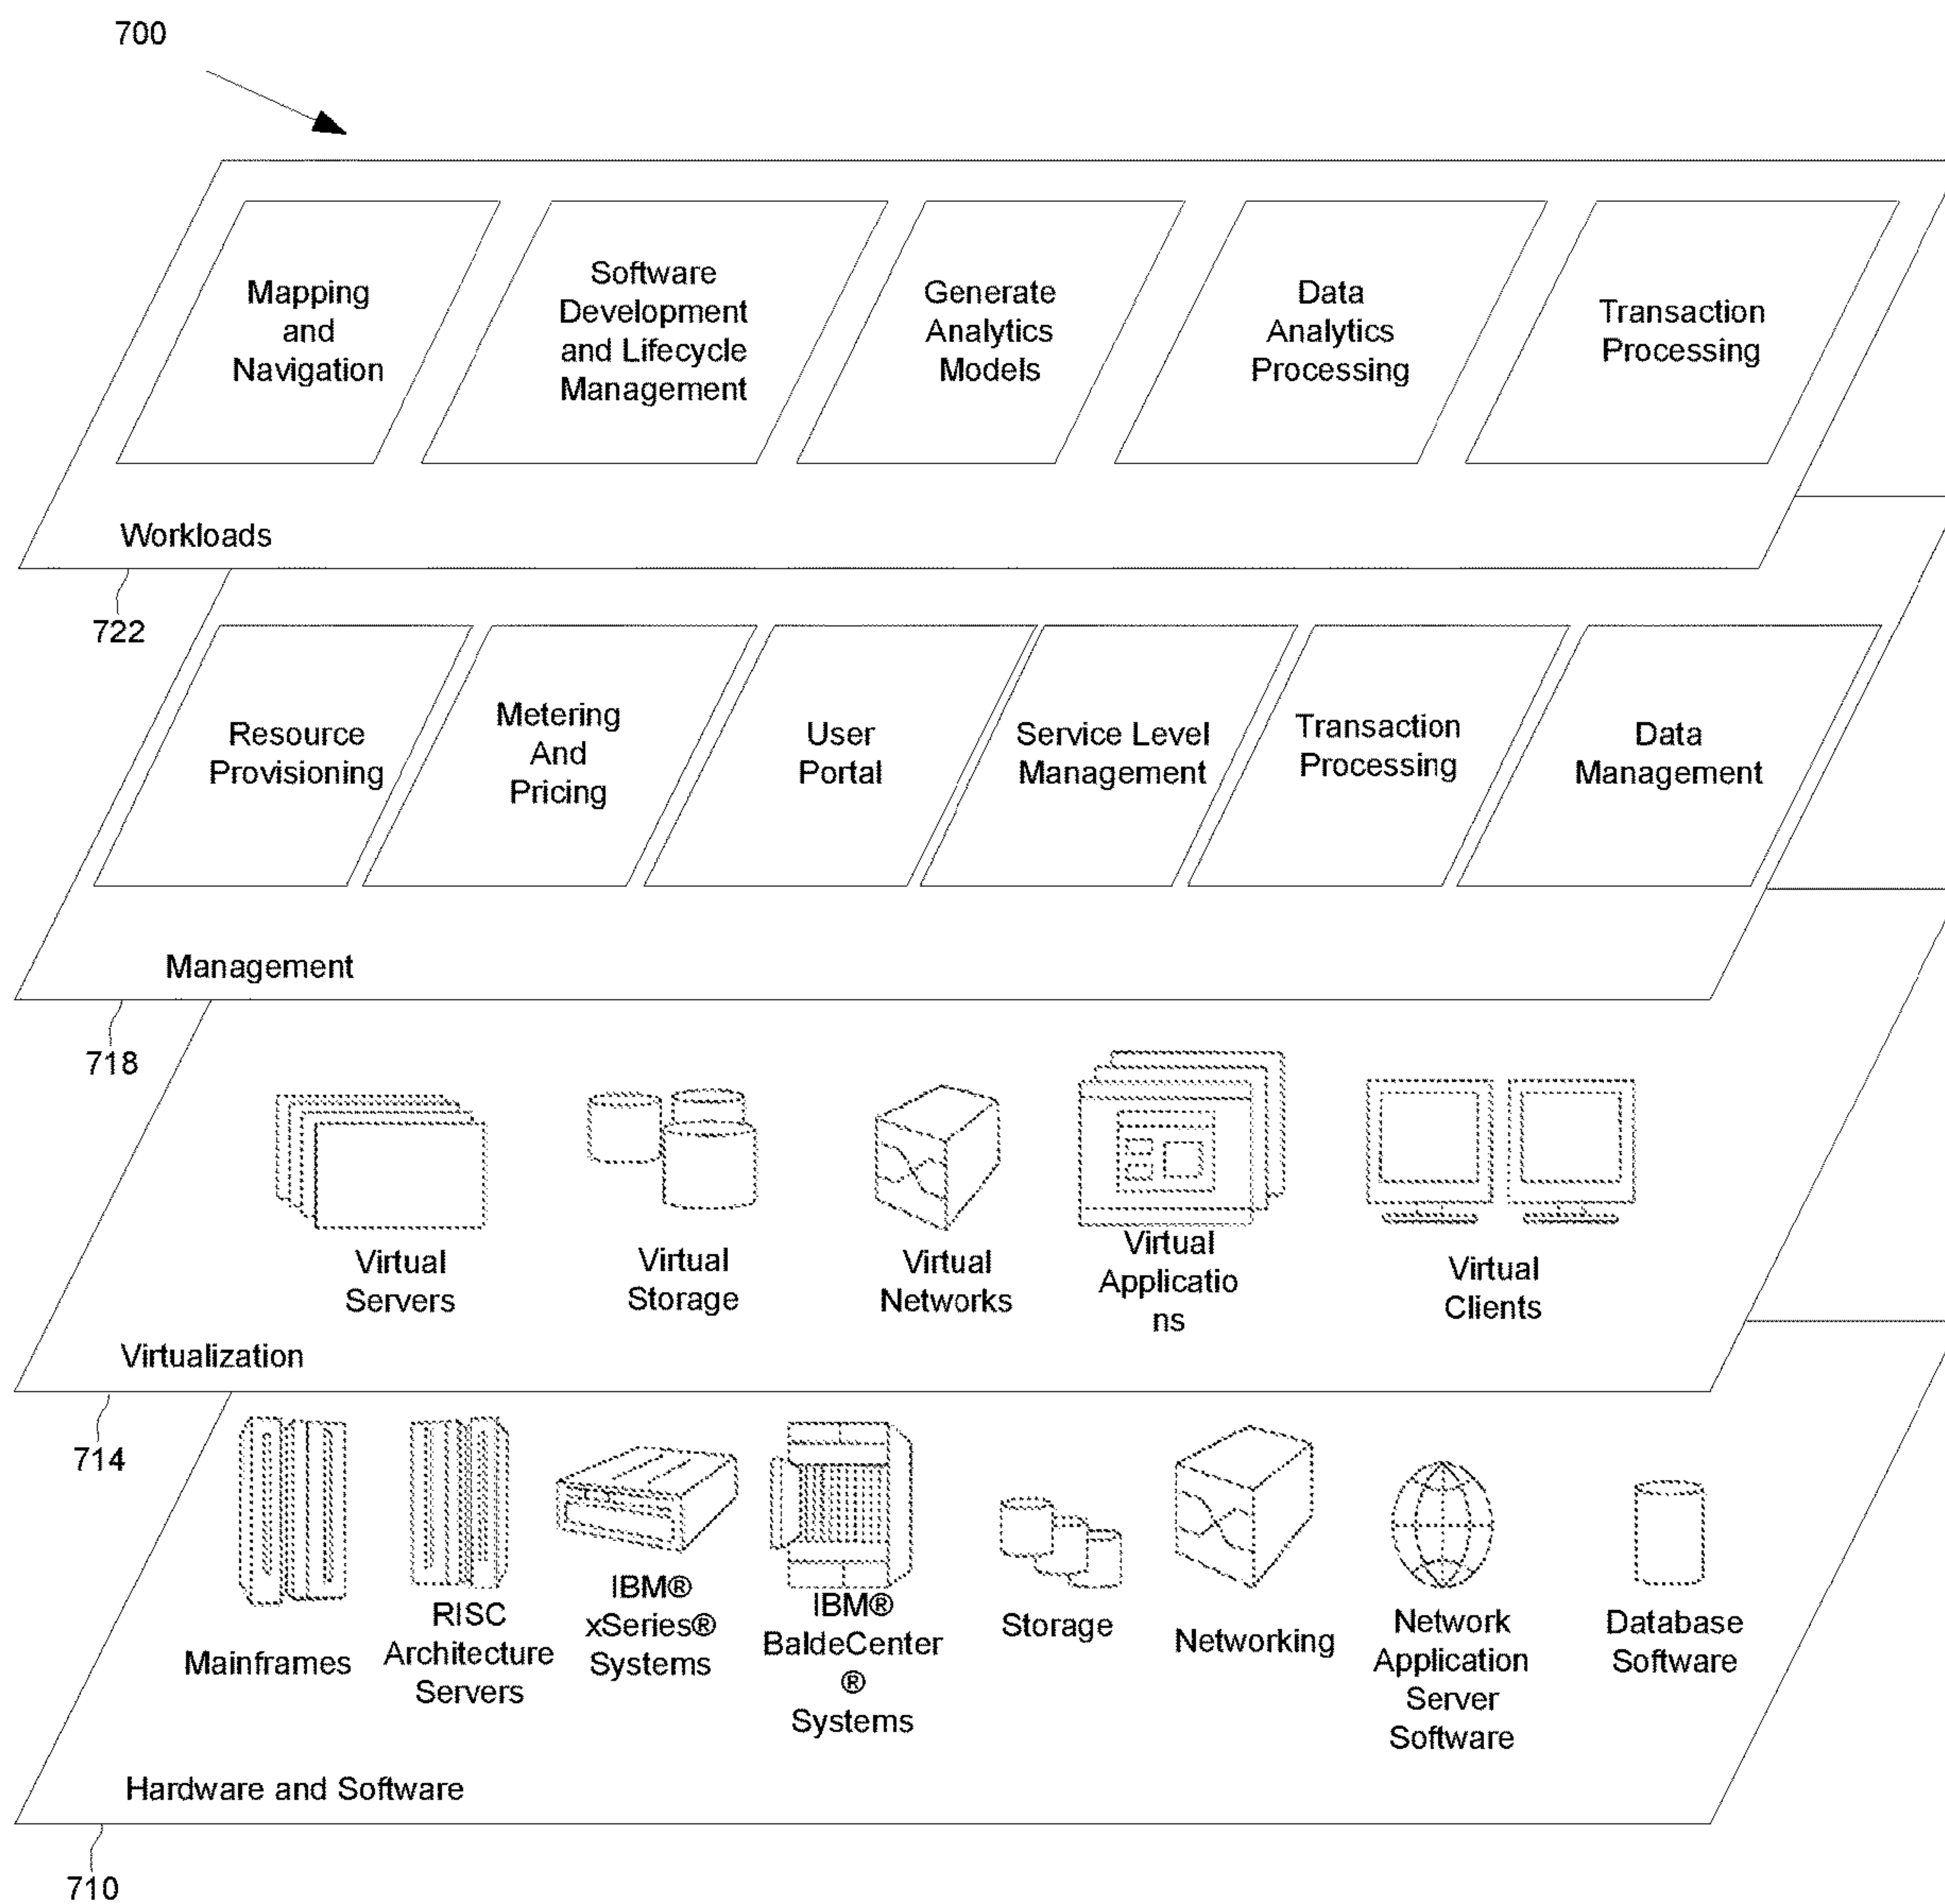 700
Mapping
and
Navigation
Software
Development
and Lifecycle
Management
Generate
Analytics
Models
Data
Analytics
Processing
Transaction
Processing
Workloads
722
Resource
Provisioning
Metering
And
Pricing
User
Portal
Service Level
Management
Transaction
Processing
Data
Management
Management
718
Virtual
Servers
Virtual
Storage
Virtual
Networks
Virtual
Applicatio
ns
Virtual
Clients
Virtualization
714
Mainframes
RISC
Architecture
Servers
IBM®
xSeries®
Systems
IBM®
BaldeCenter
®
Systems
Storage
Networking
Network
Application
Server
Software
Database
Software
Hardware and Software
710